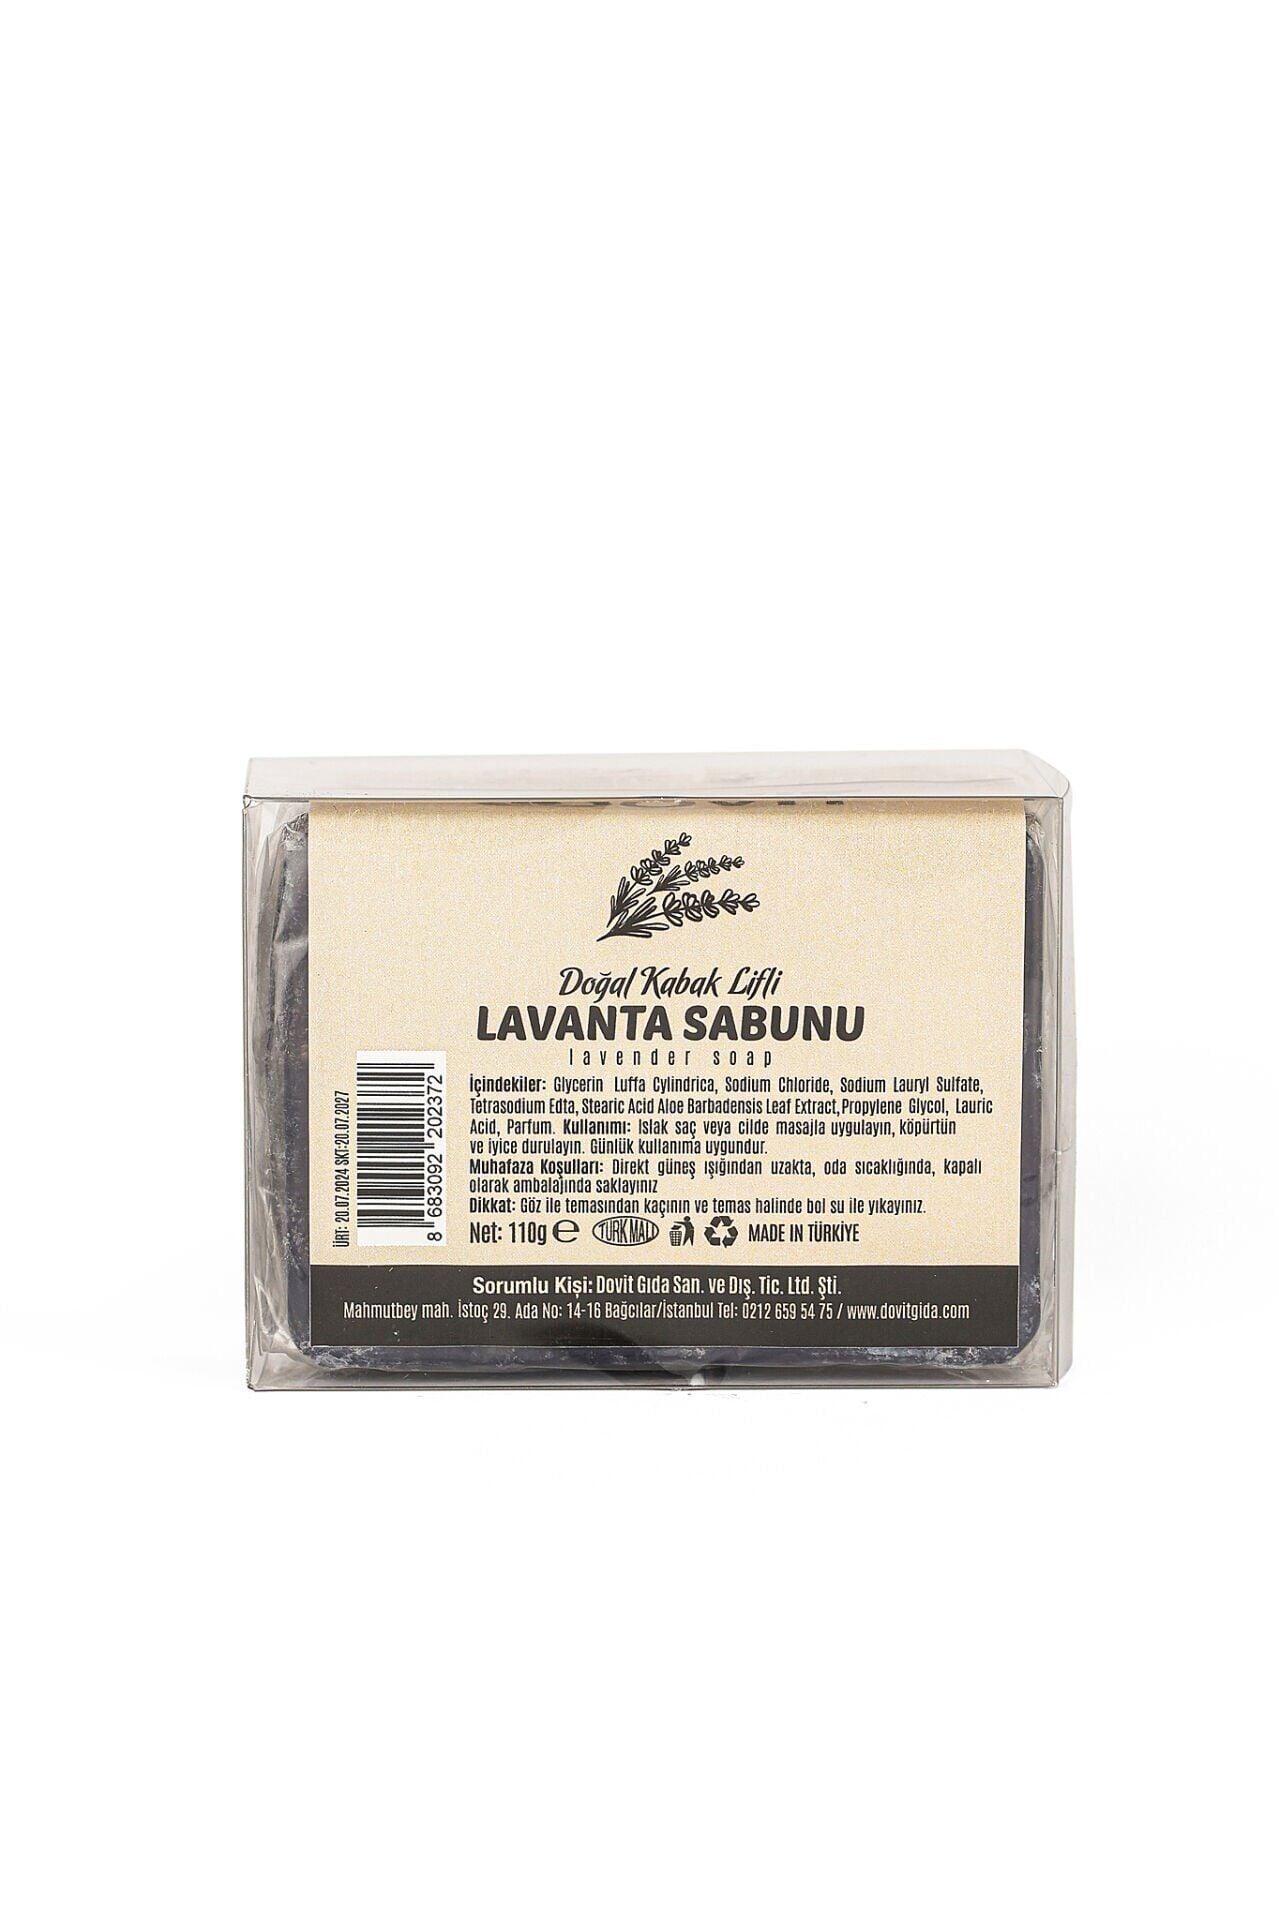 Doğal Kabak Lifli
LAVANTA SABUNU
lavender soap
İçindekiler: Glycerin Luffa Cylindrica, Sodium Chloride, Sodium Lauryl Sulfate,
Tetrasodium Edta, Stearic Acid Aloe Barbadensis Leaf Extract, Propylene Glycol, Lauric
Acid, Parfum. Kullanımı: Islak saç veya cilde masajla uygulayın, köpürtün
ve iyice durulayın. Günlük kullanıma uygundur.
Muhafaza Koşulları: Direkt güneş ışığından uzakta, oda sıcaklığında, kapalı
olarak ambalajında saklayınız
Dikkat: Göz ile temasından kaçının ve temas halinde bol su ile yıkayınız.
Net: 110g e TÜRK MALI MADE IN TÜRKİYE
ÜRT: 20.07.2024 SKT:20.07.2027
8 683092 202372
Sorumlu Kişi: Dovit Gıda San. ve Dış. Tic. Ltd. Şti.
Mahmutbey mah. İstoç 29. Ada No: 14-16 Bağcılar/İstanbul Tel: 0212 659 54 75 / www.dovitgida.com